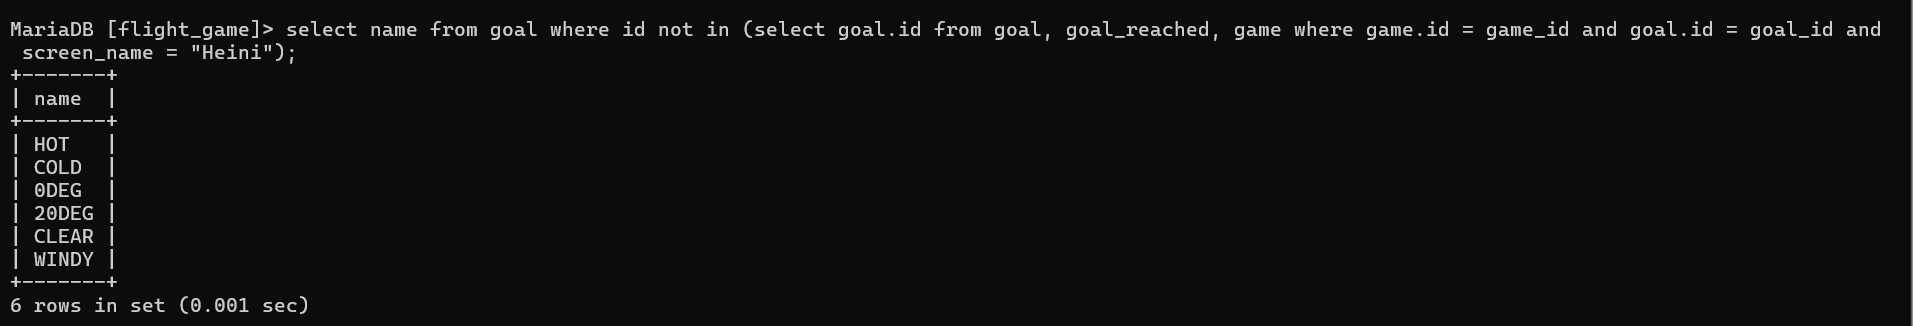 MariaDB [flight_game]> select name from goal where id not in (select goal.id from goal, goal_reached, game where game.id = game_id and goal.id = goal_id and
 screen_name = "Heini");
+-------+
| name  |
+-------+
| HOT   |
| COLD  |
| 0DEG  |
| 20DEG |
| CLEAR |
| WINDY |
+-------+
6 rows in set (0.001 sec)